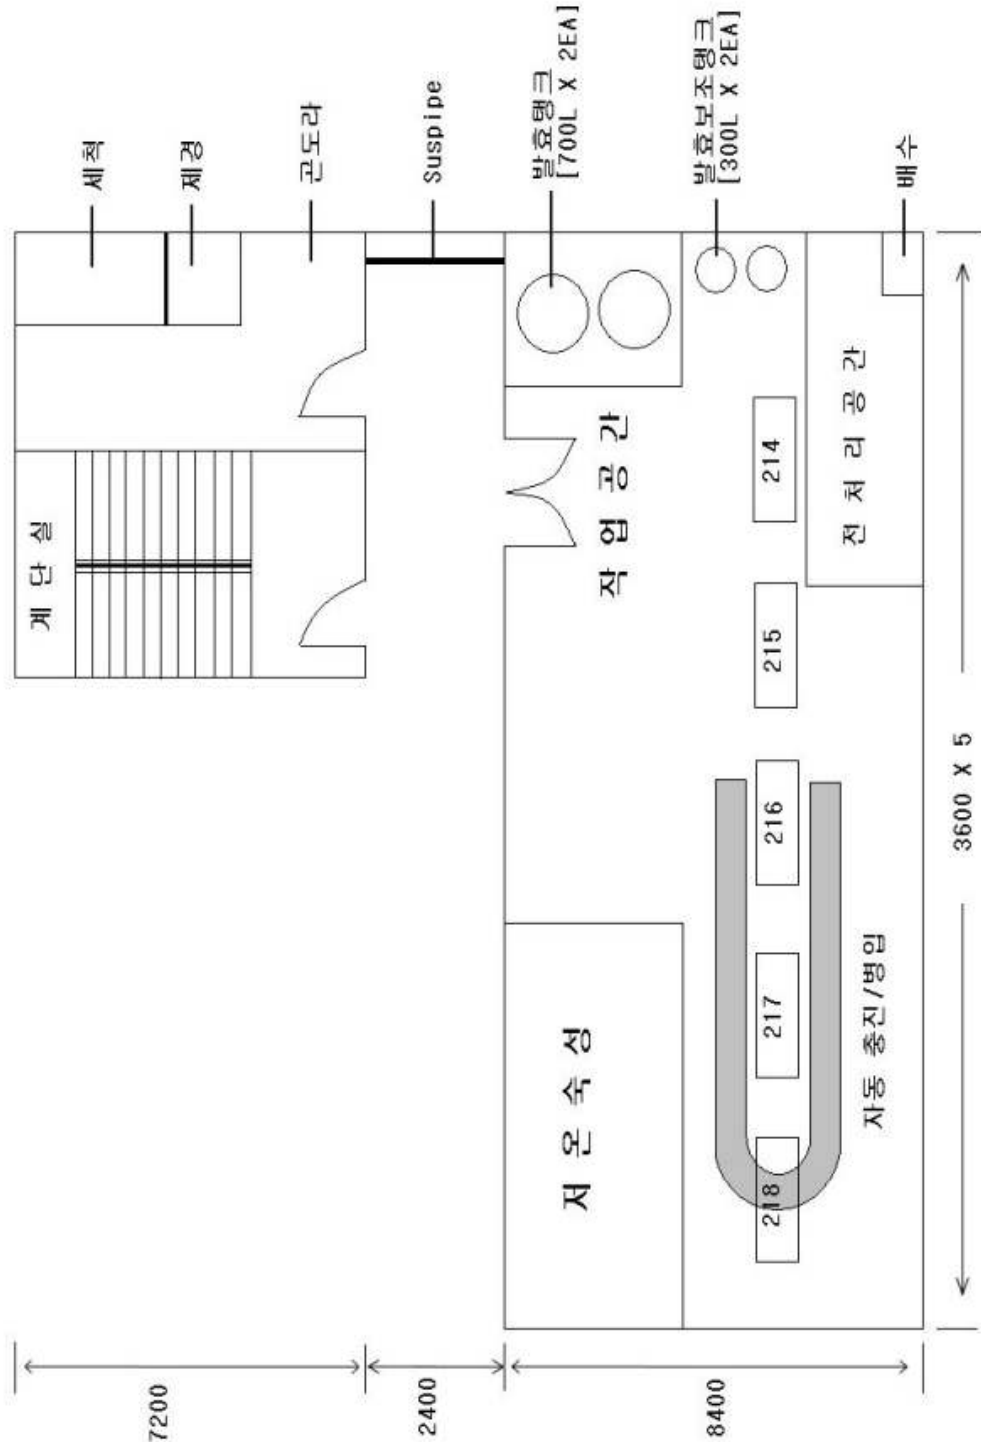 세척
제경
곤도라
Suspipe
발효탱크
[700L X 2EA]
발효보조탱크
[300L X 2EA]
배수
계 단 실
작 업 공 간
전 처 리 공 간
214
215
216
217
218
저 온 숙 성
자동 충진/병입
3600 X 5
7200
2400
8400